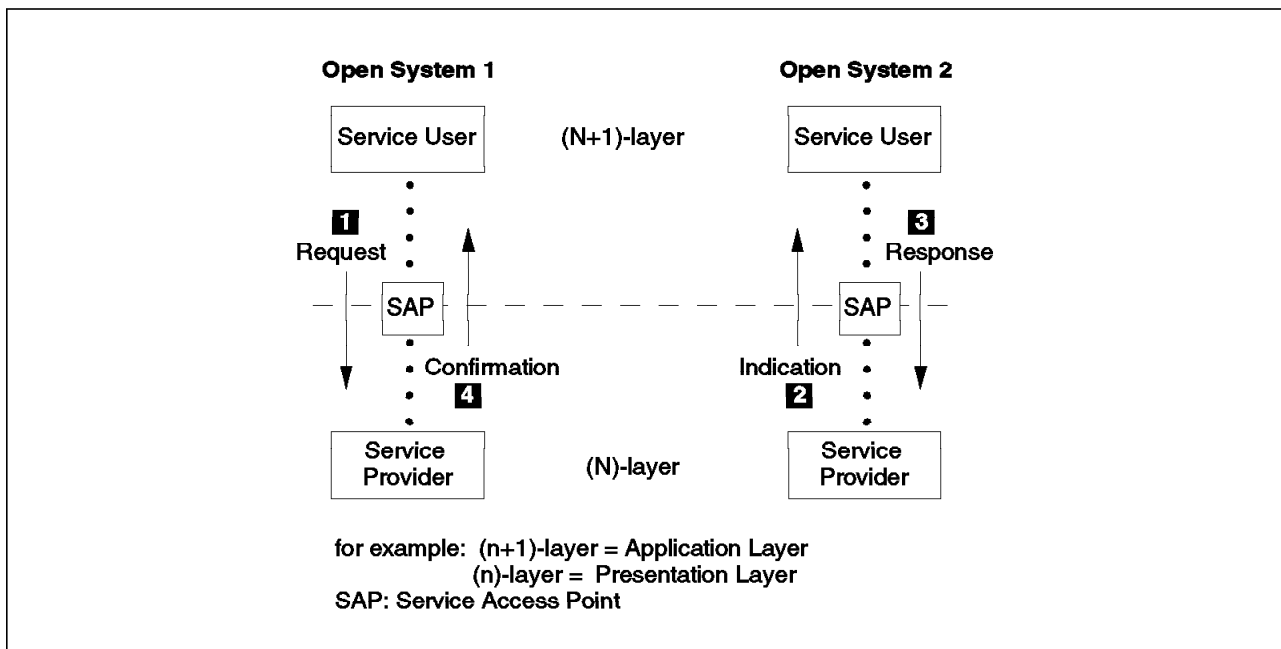 Open System 1
Open System 2
Service User
(N+1)-layer
Service User
1
Request
3
Response
SAP
SAP
Confirmation
4
Indication
2
Service
Provider
(N)-layer
Service
Provider
for example: (n+1)-layer = Application Layer
(n)-layer = Presentation Layer
SAP: Service Access Point